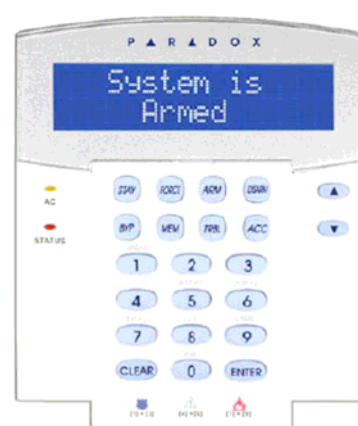 PARADOX
System is
Armed
STAY FORCE ARM DISARM
AC
BYP MEM TRBL ACC
STATUS
1 2 3
4 5 6
7 8 9
CLEAR 0 ENTER